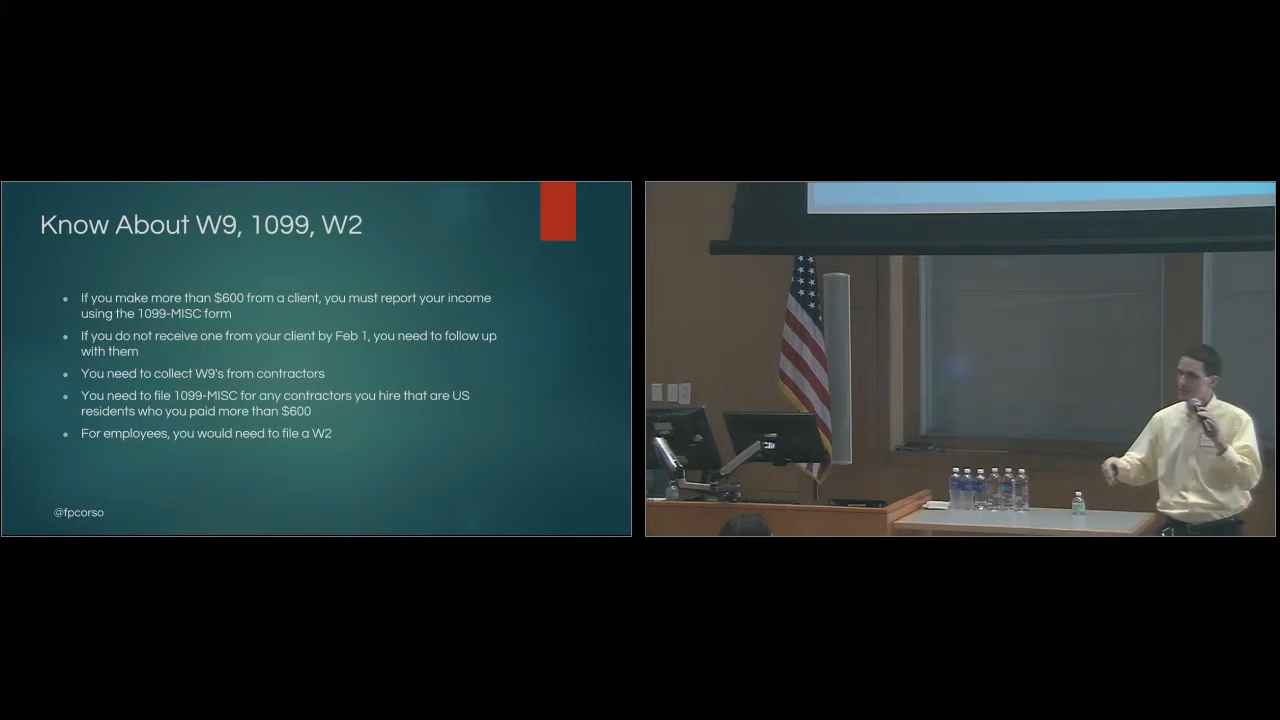 Know About W9, 1099, W2
● If you make more than $600 from a client, you must report your income
using the 1099-MISC form
● If you do not receive one from your client by Feb 1, you need to follow up
with them
● You need to collect W9's from contractors
● You need to file 1099-MISC for any contractors you hire that are US
residents who you paid more than $600
● For employees, you would need to file a W2
@fpcorso